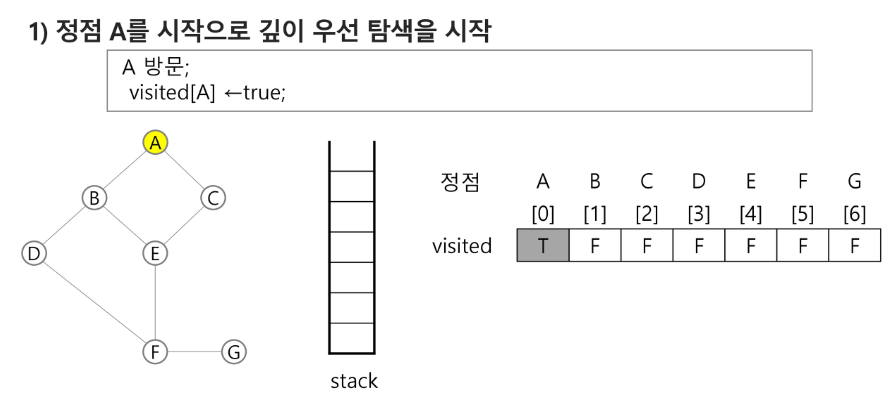 1) 정점 A를 시작으로 깊이 우선 탐색을 시작
A 방문;
visited[A] ←true;
A
B
C
D
E
F
G
stack
정점 A B C D E F G
[0] [1] [2] [3] [4] [5] [6]
visited T F F F F F F